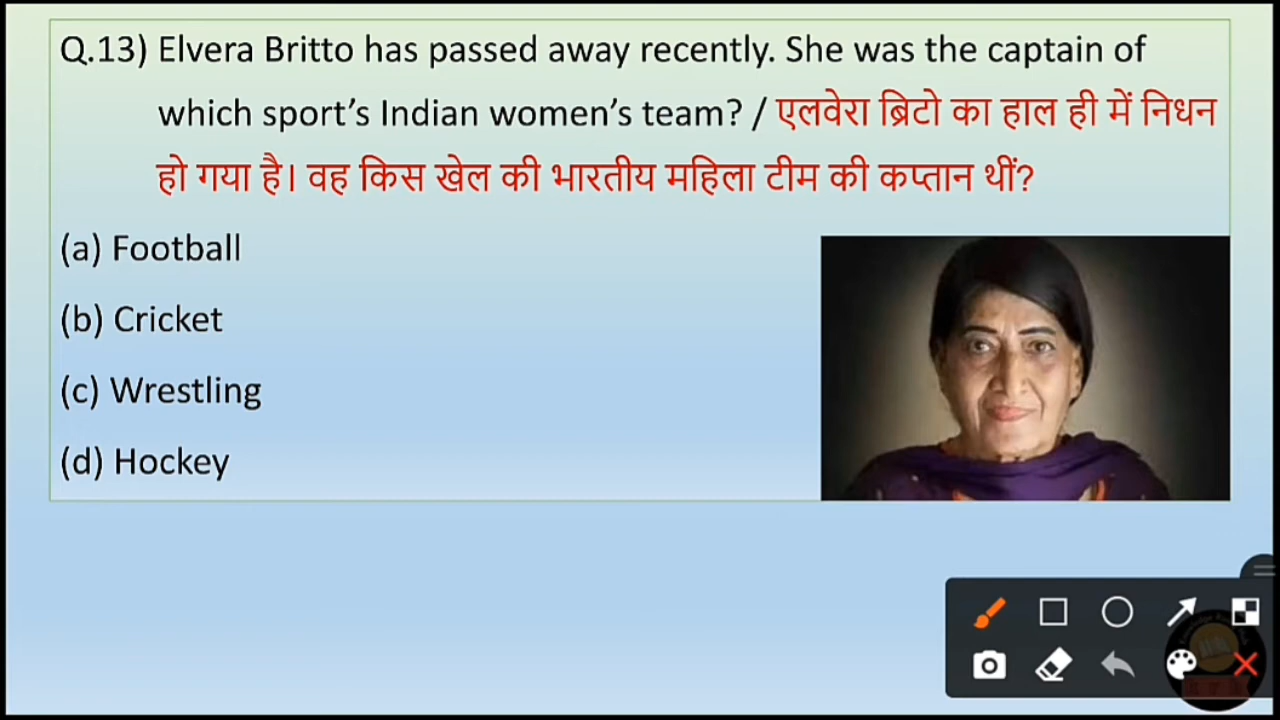 Q.13) Elvera Britto has passed away recently. She was the captain of
which sport’s Indian women’s team? / एलवेरा ब्रिटो का हाल ही में निधन
हो गया है। वह किस खेल की भारतीय महिला टीम की कप्तान थीं?
(a) Football
(b) Cricket
(c) Wrestling
(d) Hockey